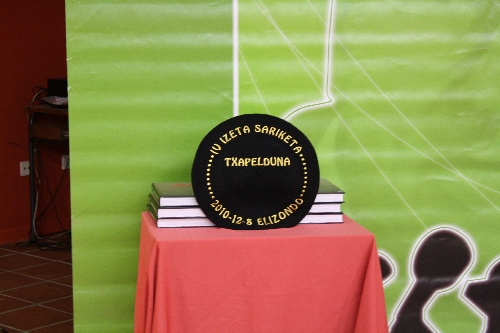 IV IZETA SARIKETA
TXAPELDUNA
2010-12-8 ELIZONDO